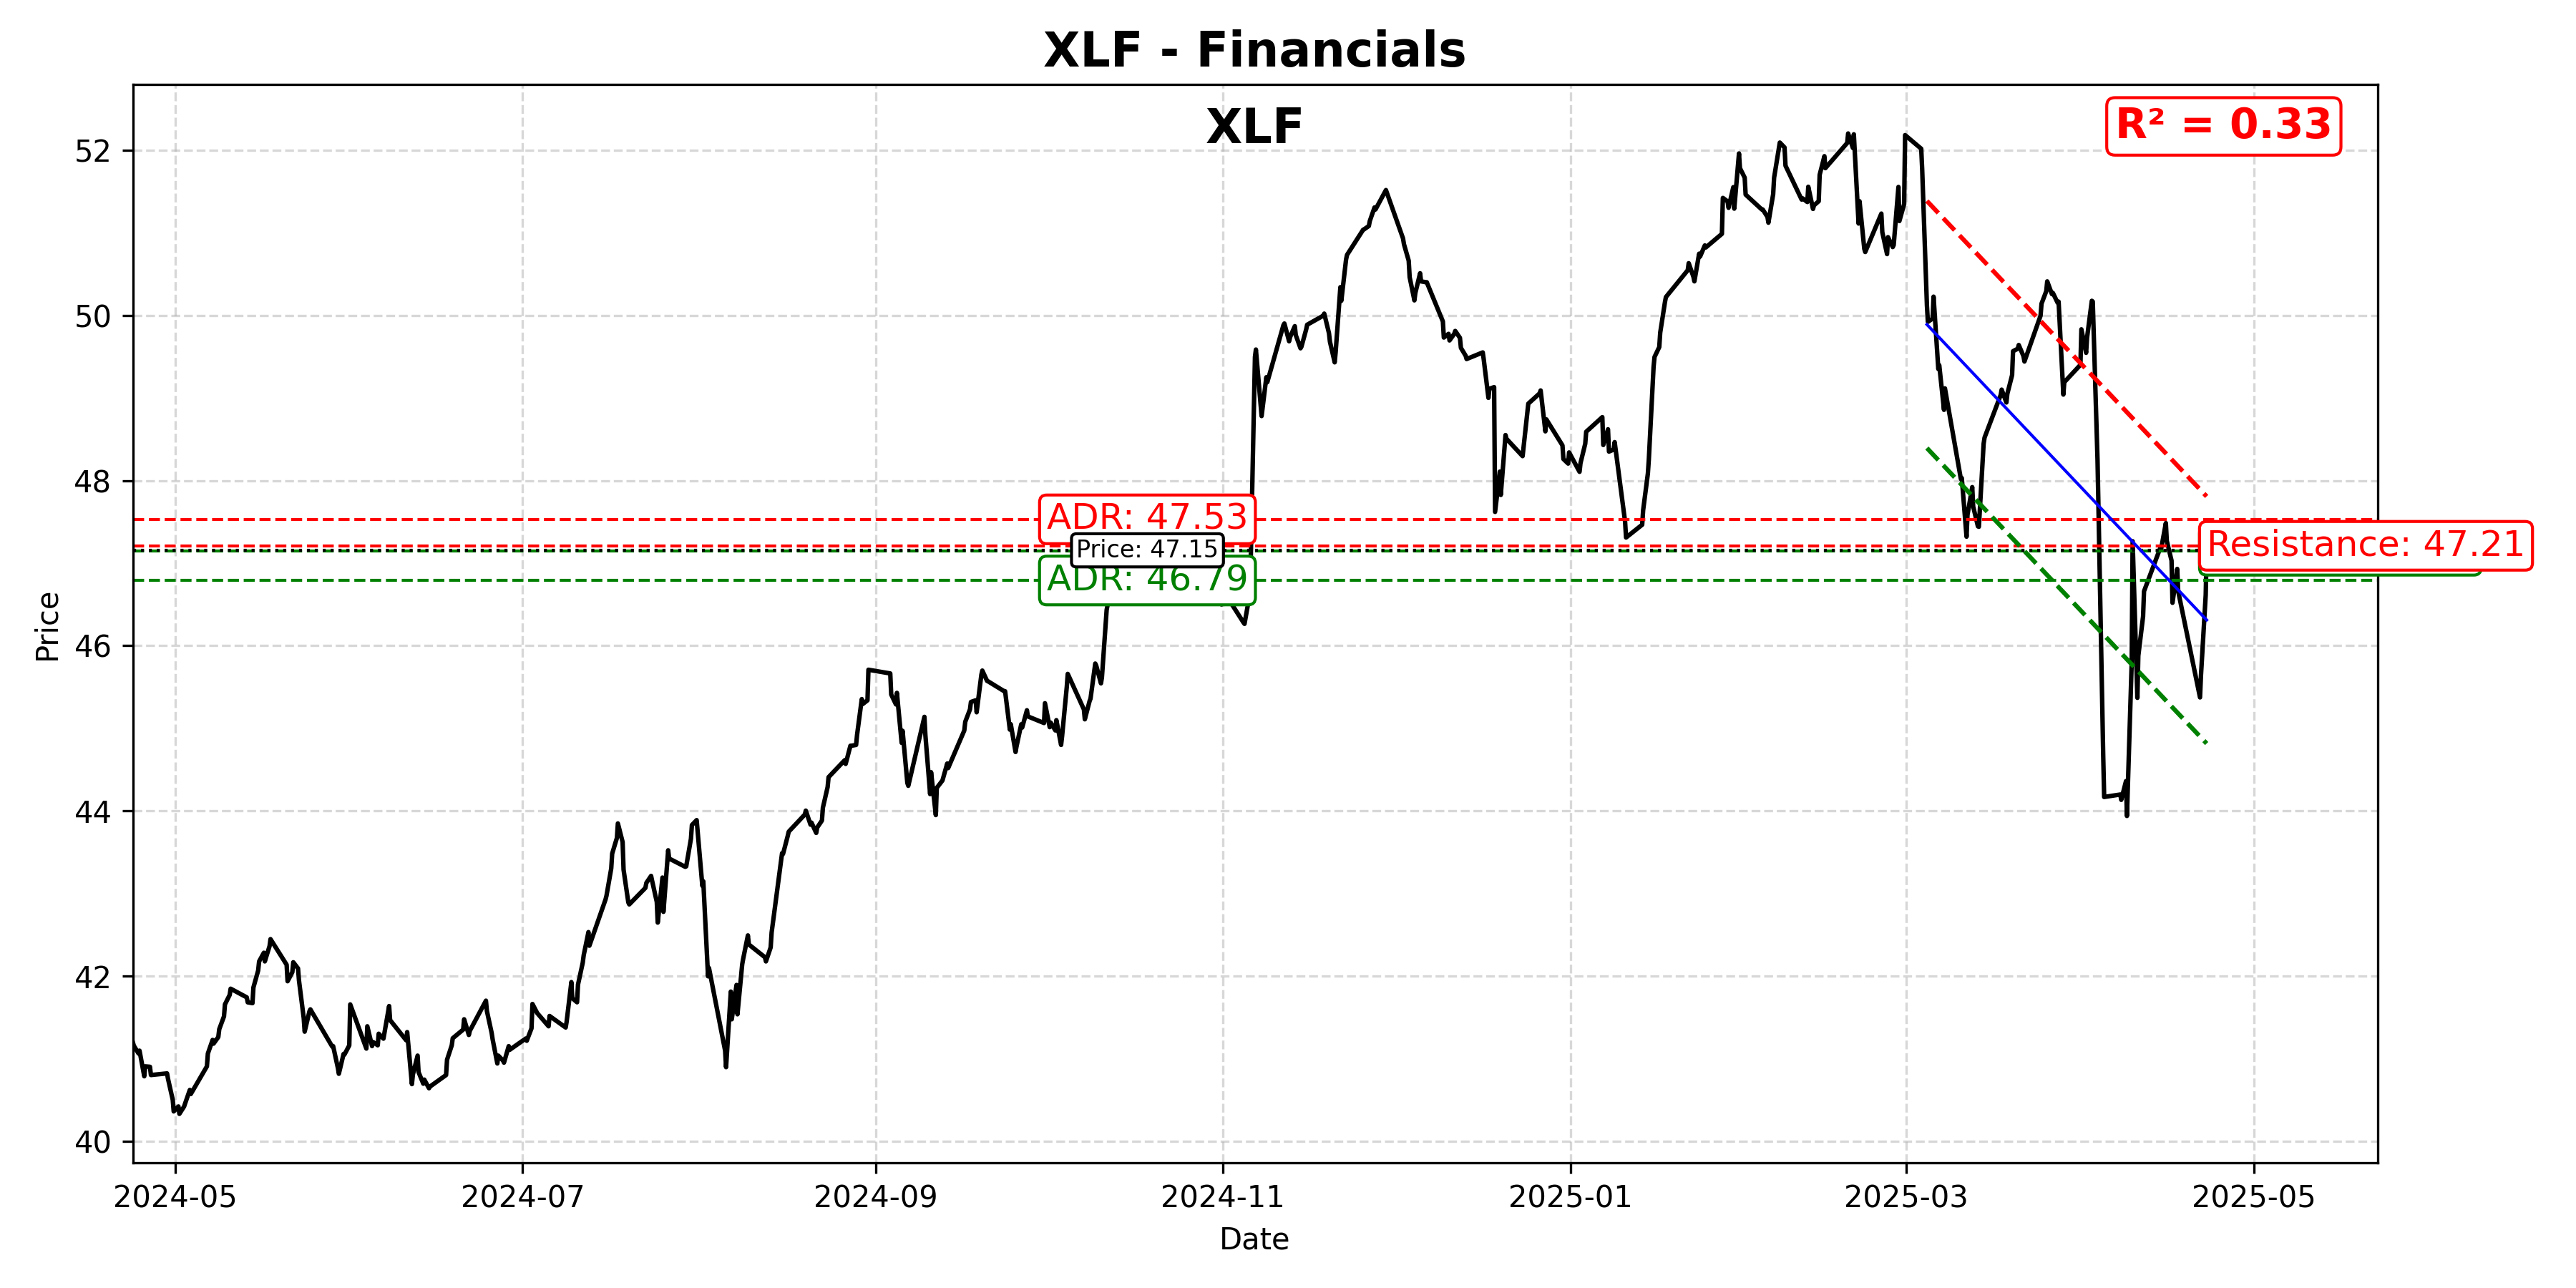 XLF - Financials
XLF
R² = 0.33
52
50
48
46
44
42
40
Price
ADR: 47.53
Price: 47.15
ADR: 46.79
Resistance: 47.21
2024-05
2024-07
2024-09
2024-11
2025-01
2025-03
2025-05
Date